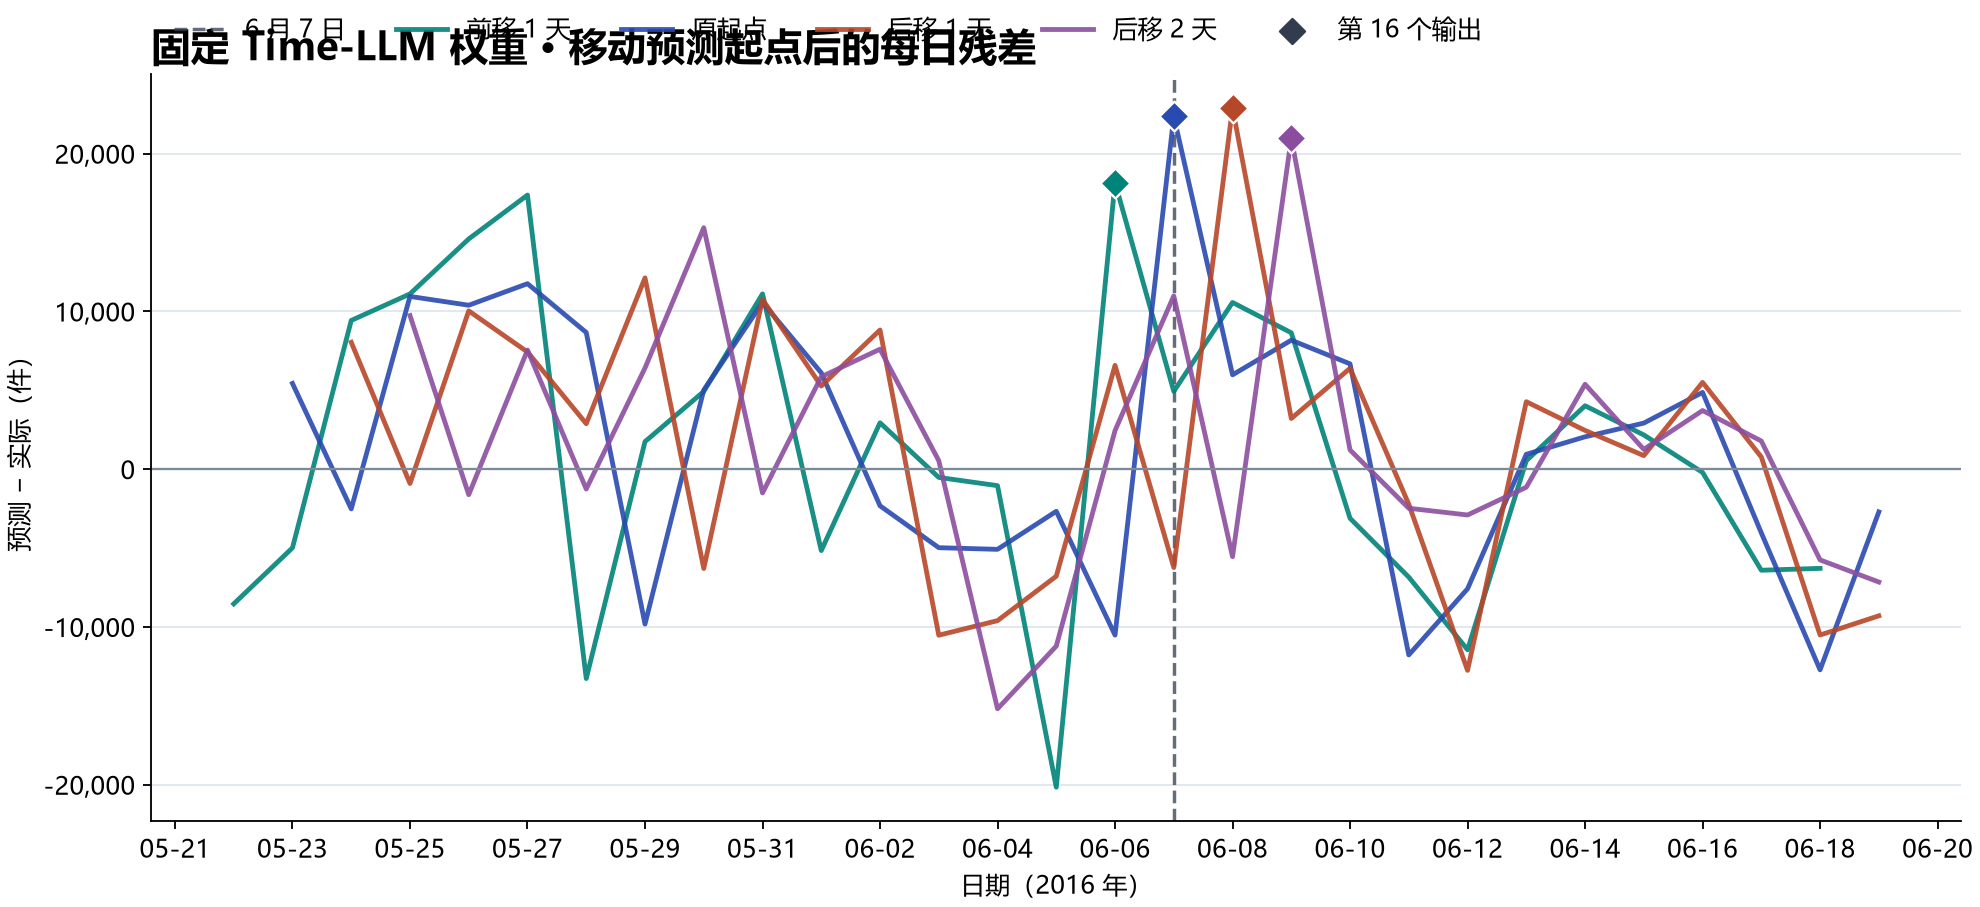 6 月 7 日 前移 1 天 原起点 后移 1 天 后移 2 天 第 16 个输出
固定 Time-LLM 权重 • 移动预测起点后的每日残差
20,000
10,000
0
-10,000
-20,000
预测 − 实际（件）
05-21 05-23 05-25 05-27 05-29 05-31 06-02 06-04 06-06 06-08 06-10 06-12 06-14 06-16 06-18 06-20
日期（2016 年）